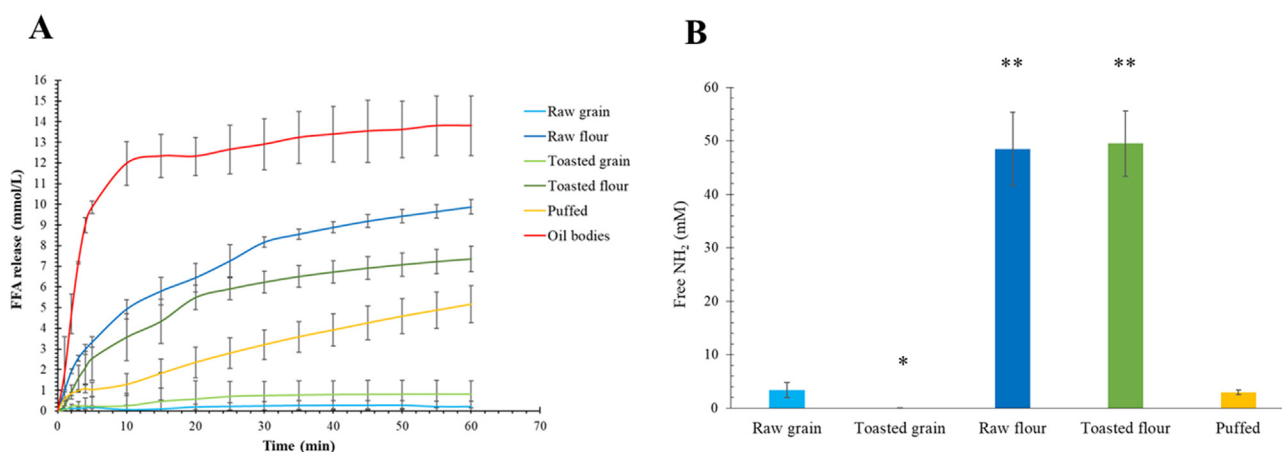 A
16
15
14
13
12
11
10
9
8
7
6
5
4
3
2
1
0
FFA release (mmol/L)
0 10 20 30 40 50 60 70
Time (min)
Raw grain
Raw flour
Toasted grain
Toasted flour
Puffed
Oil bodies
B
60
50
40
30
20
10
0
Free NH₂ (mM)
*
**
**
Raw grain Toasted grain Raw flour Toasted flour Puffed